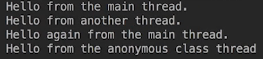 Hello from the main thread.
Hello from another thread.
Hello again from the main thread.
Hello from the anonymous class thread